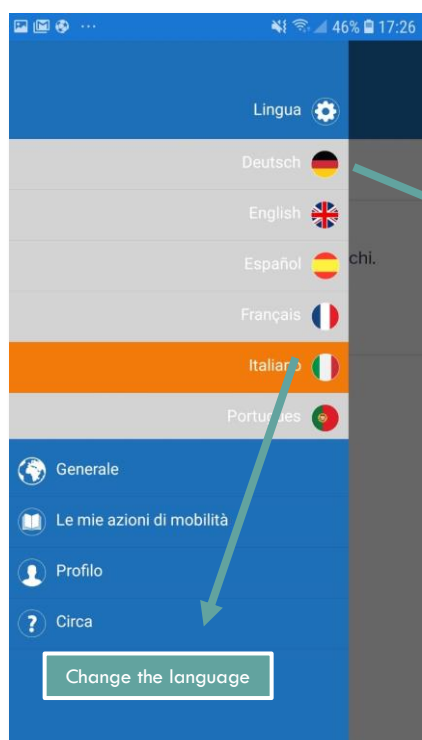 46% 17:26
Lingua
Deutsch
English
Español
chi.
Français
Italiano
Portugues
Generale
Le mie azioni di mobilità
Profilo
Circa
Change the language